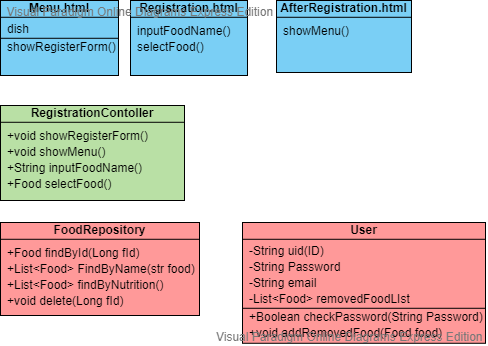 Menu.html
Registration.html
AfterRegistration.html
Visual Paradigm Online Diagrams Express Edition
dish
showRegisterForm()
inputFoodName()
selectFood()
showMenu()
RegistrationContoller
+void showRegisterForm()
+void showMenu()
+String inputFoodName()
+Food selectFood()
FoodRepository
+Food findById(Long fId)
+List<Food> FindByName(str food)
+List<Food> findByNutrition()
+void delete(Long fId)
User
-String uid(ID)
-String Password
-String email
-List<Food> removedFoodLIst
+Boolean checkPassword(String Password)
+void addRemovedFood(Food food)
Visual Paradigm Online Diagrams Express Edition